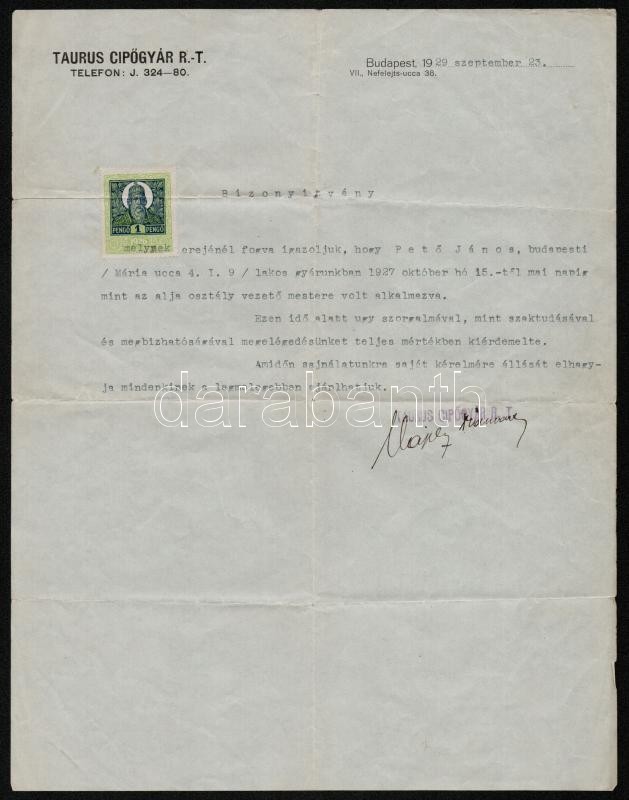 TAURUS CIPŐGYÁR R.-T.
TELEFON: J. 324—80.
Budapest, 1929 szeptember 23.
VII., Nefelejts-ucca 38.
Bizonyitvány
PENGŐ 1 PENGŐ
melynek erejénél fogva igazoljuk, hogy Pető János, budapesti
/ Mária ucca 4. I. 9 / lakos gyárunkban 1927 október hó 15.-től mai napig
mint az alja osztály vezető mestere volt alkalmazva.
Ezen idő alatt ugy szorgalmával, mint szaktudásával
és megbizhatóságával megelégedésünket teljes mértékben kiérdemelte.
Amidőn sajnálatunkra saját kérelmére állását elhagy-
ja mindenkinek a legmelegebben ajánlhatjuk.
darabanth
TAURUS CIPŐGYÁR R. T.